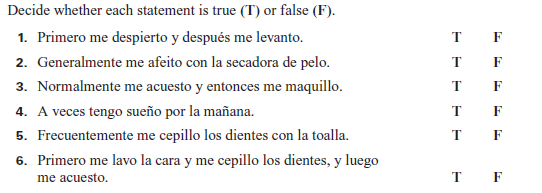 Decide whether each statement is true (T) or false (F).
1. Primero me despierto y después me levanto. T F
2. Generalmente me afeito con la secadora de pelo. T F
3. Normalmente me acuesto y entonces me maquillo. T F
4. A veces tengo sueño por la mañana. T F
5. Frecuentemente me cepillo los dientes con la toalla. T F
6. Primero me lavo la cara y me cepillo los dientes, y luego
me acuesto. T F